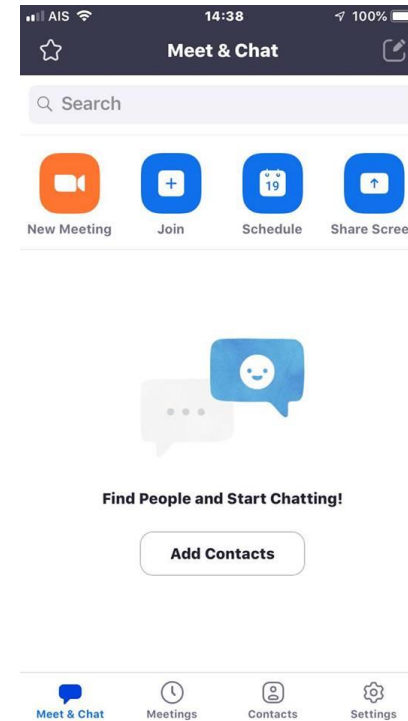 AIS 14:38 100%
Meet & Chat
Search
19
New Meeting Join Schedule Share Scree
Find People and Start Chatting!
Add Contacts
Meet & Chat Meetings Contacts Settings